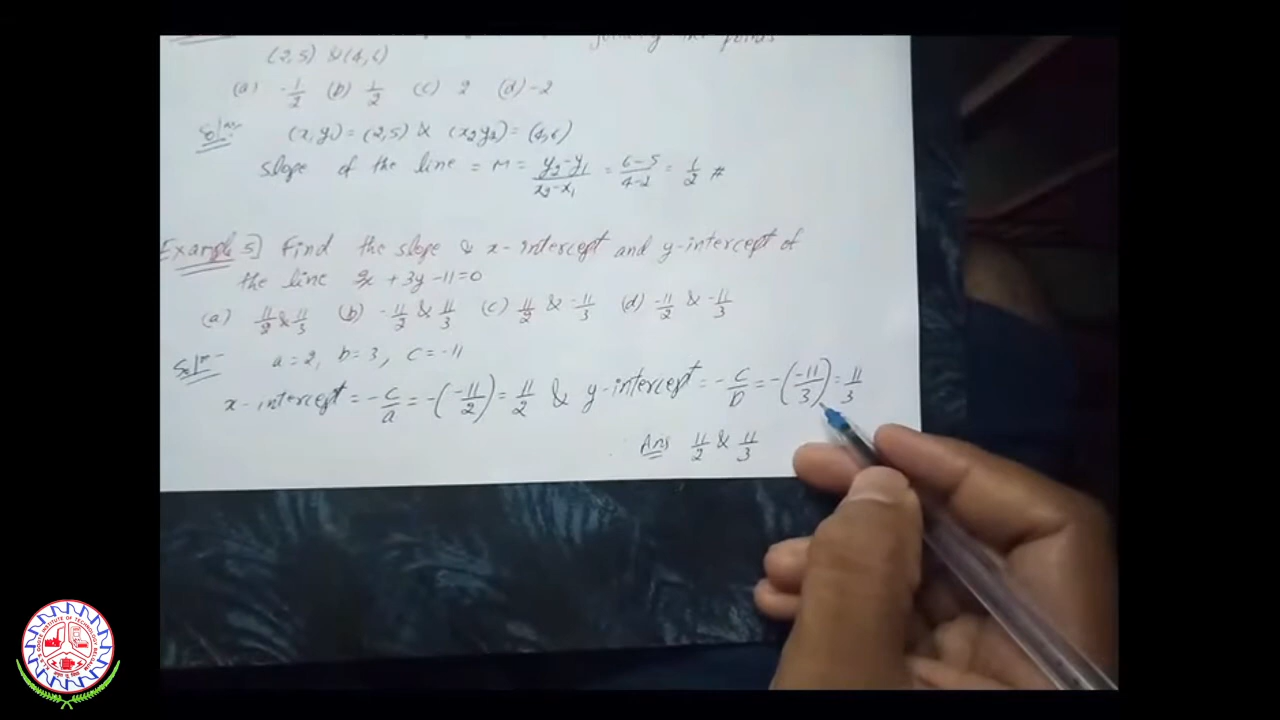 joining the points
(2,5) & (4,6)
(a) -1/2 (b) 1/2 (c) 2 (d) -2
Solⁿ (x,y₁) = (2,5) & (x₂y₂) = (4,6)
slope of the line = M = y₂-y₁/x₂-x₁ = 6-5/4-2 = 1/2 #
Example 5] Find the slope & x-intercept and y-intercept of
the line 2x + 3y -11=0
(a) 11/2 & 11/3 (b) -11/2 & 11/3 (c) 11/2 & -11/3 (d) -11/2 & -11/3
Solⁿ a=2, b=3, c=-11
x-intercept = -c/a = -(-11/2) = 11/2 & y-intercept = -c/b = -(-11/3) = 11/3
Ans 11/2 & 11/3